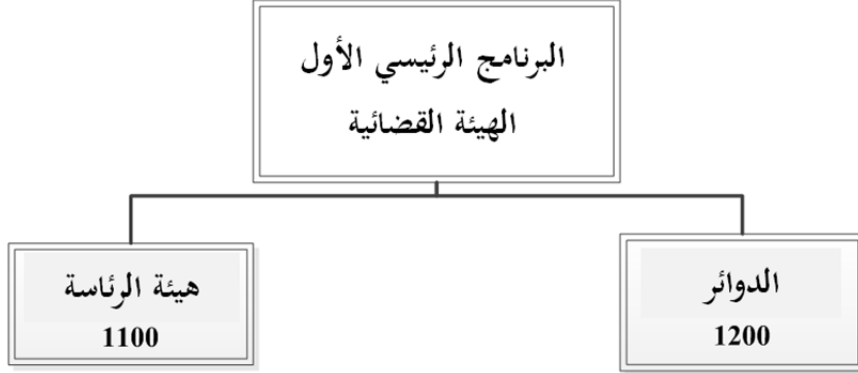 البرنامج الرئيسي الأول
الهيئة القضائية
الدوائر
1200
هيئة الرئاسة
1100